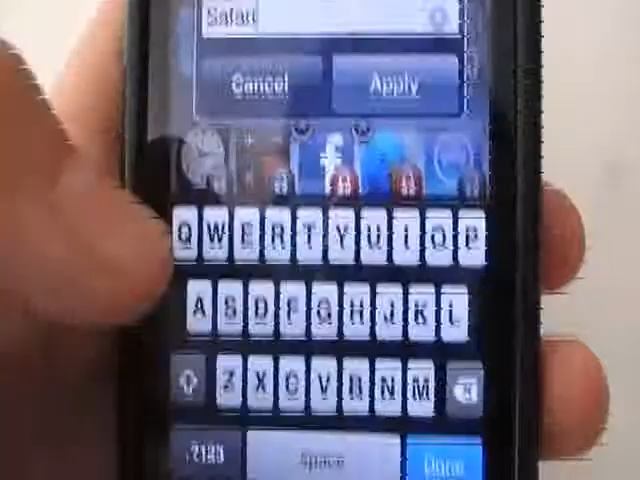 Safari
Cancel Apply
f
Q W E R T Y U I O P
A S D F G H J K L
Z X C V B N M
.?123 Space Done